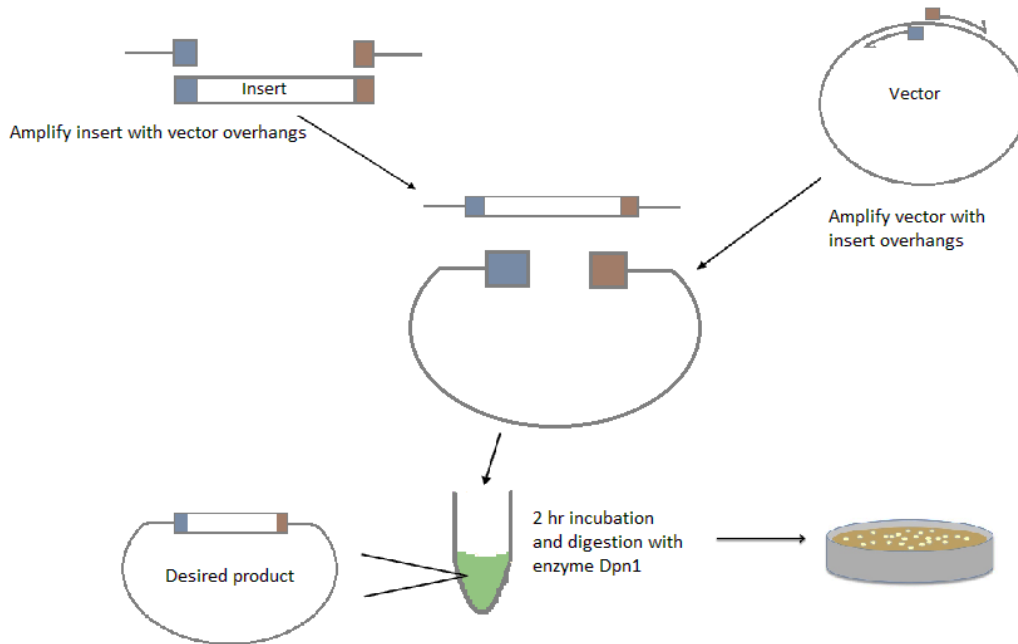 Insert
Amplify insert with vector overhangs
Vector
Amplify vector with
insert overhangs
2 hr incubation
and digestion with
enzyme Dpn1
Desired product